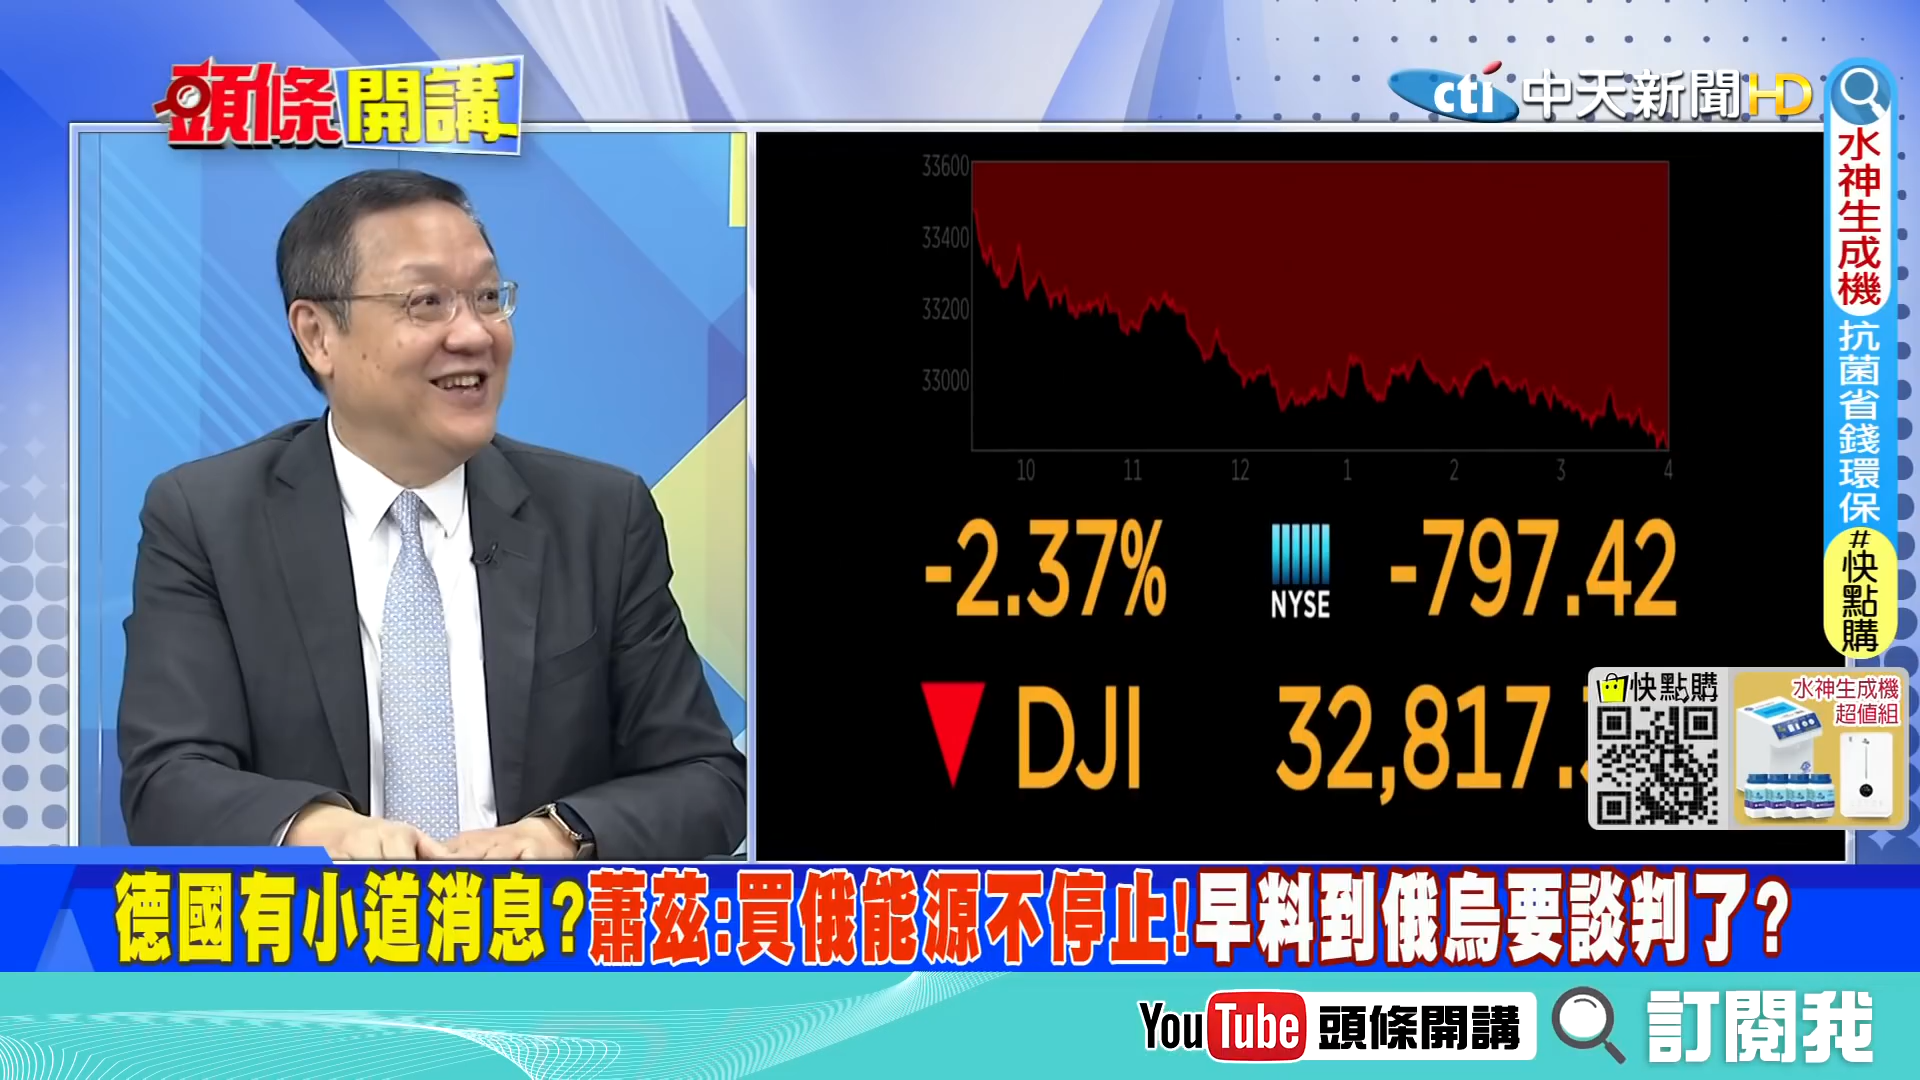 頭條開講
cti 中天新聞HD
水神生成機
抗菌省錢環保
#快點購
33600
33400
33200
33000
10 11 12 1 2 3 4
-2.37% NYSE -797.42
DJI 32,817.
快點購
水神生成機
超值組
德國有小道消息?蕭茲:買俄能源不停止!早料到俄烏要談判了?
YouTube 頭條開講 訂閱我